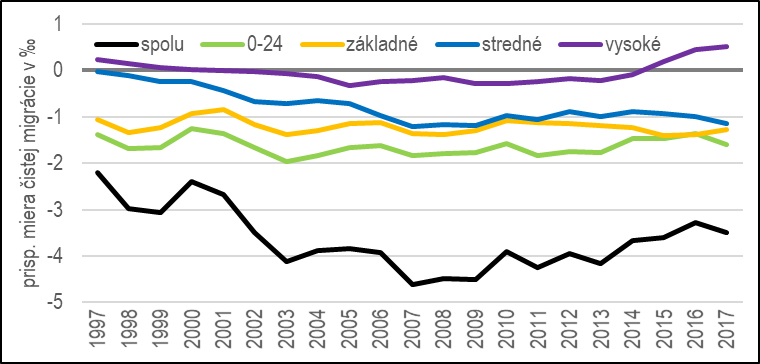 prisp. miera čistej migrácie v ‰
1
0
-1
-2
-3
-4
-5
spolu 0-24 základné stredné vysoké
1997 1998 1999 2000 2001 2002 2003 2004 2005 2006 2007 2008 2009 2010 2011 2012 2013 2014 2015 2016 2017